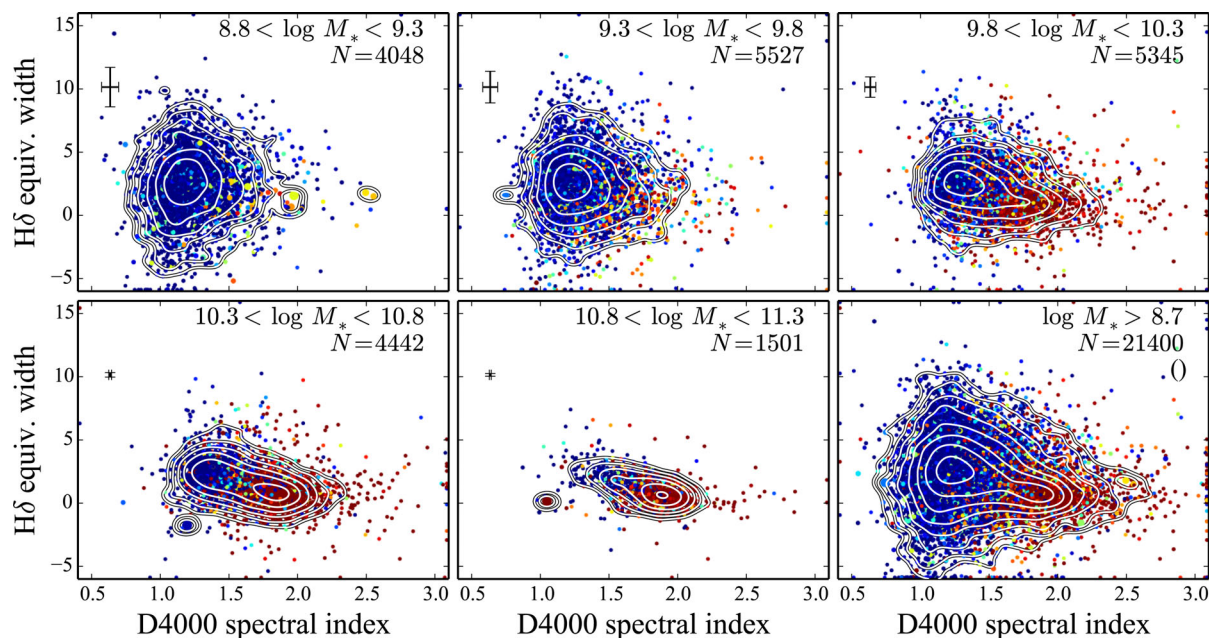 8.8 < log M* < 9.3
N=4048
9.3 < log M* < 9.8
N=5527
9.8 < log M* < 10.3
N=5345
Hδ equiv. width
15
10
5
0
−5
10.3 < log M* < 10.8
N=4442
10.8 < log M* < 11.3
N=1501
log M* > 8.7
N=21400
()
Hδ equiv. width
15
10
5
0
−5
0.5 1.0 1.5 2.0 2.5 3.0
0.5 1.0 1.5 2.0 2.5 3.0
0.5 1.0 1.5 2.0 2.5 3.0
D4000 spectral index
D4000 spectral index
D4000 spectral index